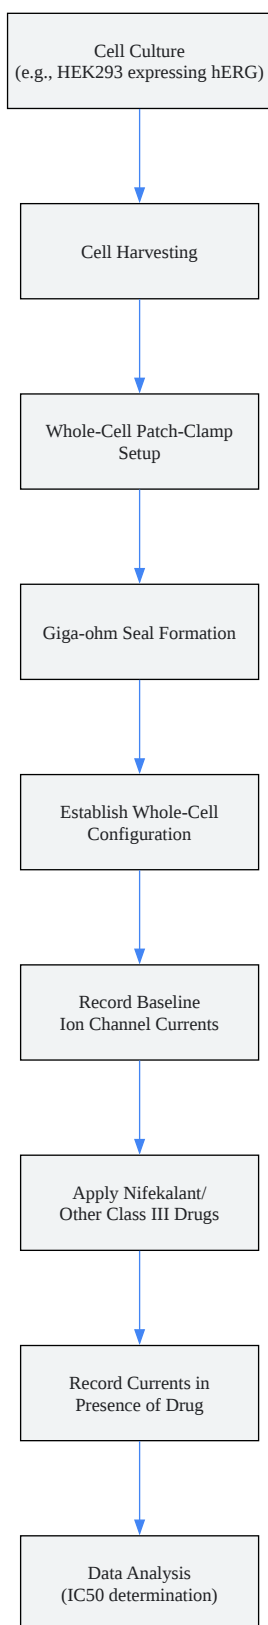 Cell Culture
(e.g., HEK293 expressing hERG)
Cell Harvesting
Whole-Cell Patch-Clamp
Setup
Giga-ohm Seal Formation
Establish Whole-Cell
Configuration
Record Baseline
Ion Channel Currents
Apply Nifekalant/
Other Class III Drugs
Record Currents in
Presence of Drug
Data Analysis
(IC50 determination)